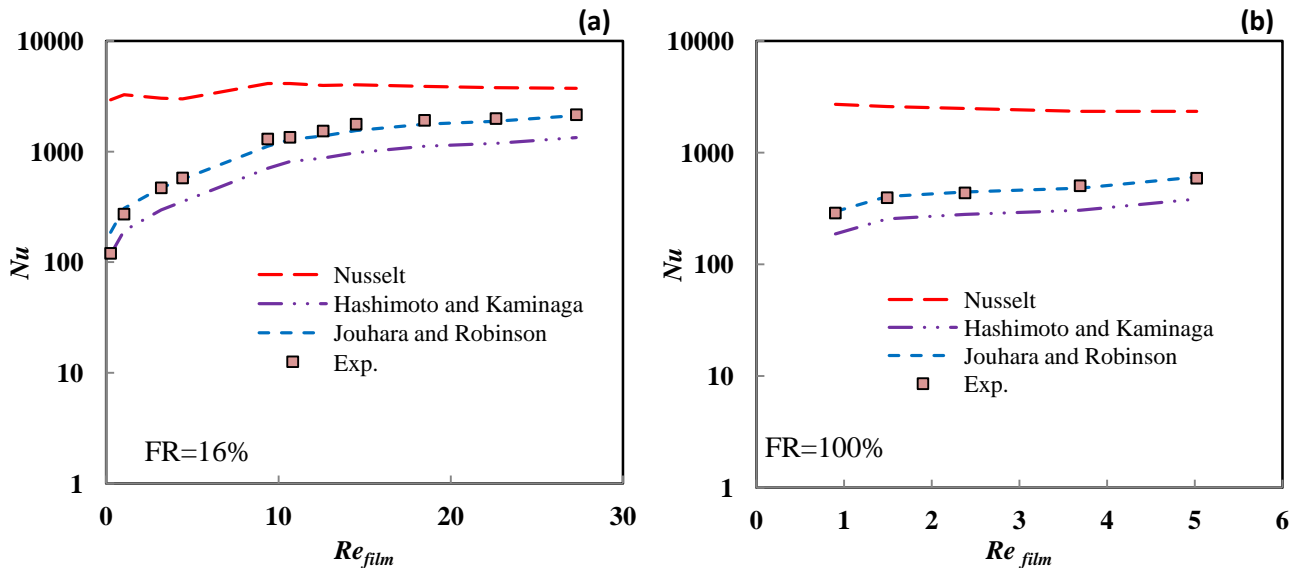 (a)
10000
1000
100
10
1
Nu
Nusselt
Hashimoto and Kaminaga
Jouhara and Robinson
Exp.
FR=16%
0 10 20 30
Re film
(b)
10000
1000
100
10
1
Nu
Nusselt
Hashimoto and Kaminaga
Jouhara and Robinson
Exp.
FR=100%
0 1 2 3 4 5 6
Re film